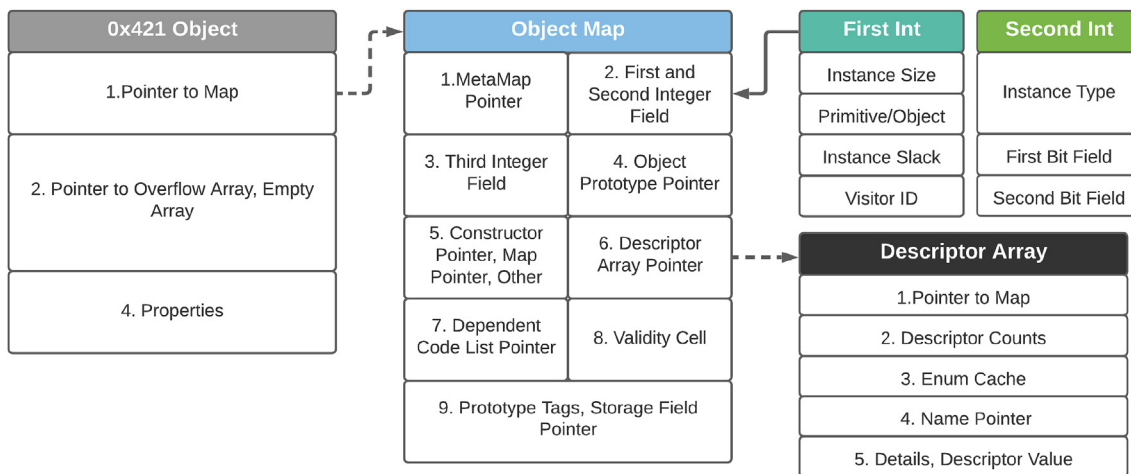 0x421 Object
1.Pointer to Map
2. Pointer to Overflow Array, Empty
Array
4. Properties
Object Map
1.MetaMap
Pointer
2. First and
Second Integer
Field
3. Third Integer
Field
4. Object
Prototype Pointer
5. Constructor
Pointer, Map
Pointer, Other
6. Descriptor
Array Pointer
7. Dependent
Code List Pointer
8. Validity Cell
9. Prototype Tags, Storage Field
Pointer
First Int
Instance Size
Primitive/Object
Instance Slack
Visitor ID
Second Int
Instance Type
First Bit Field
Second Bit Field
Descriptor Array
1.Pointer to Map
2. Descriptor Counts
3. Enum Cache
4. Name Pointer
5. Details, Descriptor Value